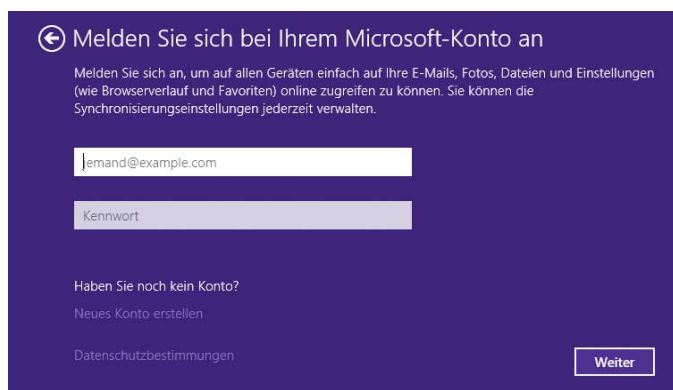 Melden Sie sich bei Ihrem Microsoft-Konto an
Melden Sie sich an, um auf allen Geräten einfach auf Ihre E-Mails, Fotos, Dateien und Einstellungen
(wie Browserverlauf und Favoriten) online zugreifen zu können. Sie können die
Synchronisierungseinstellungen jederzeit verwalten.
jemand@example.com
Kennwort
Haben Sie noch kein Konto?
Neues Konto erstellen
Datenschutzbestimmungen
Weiter